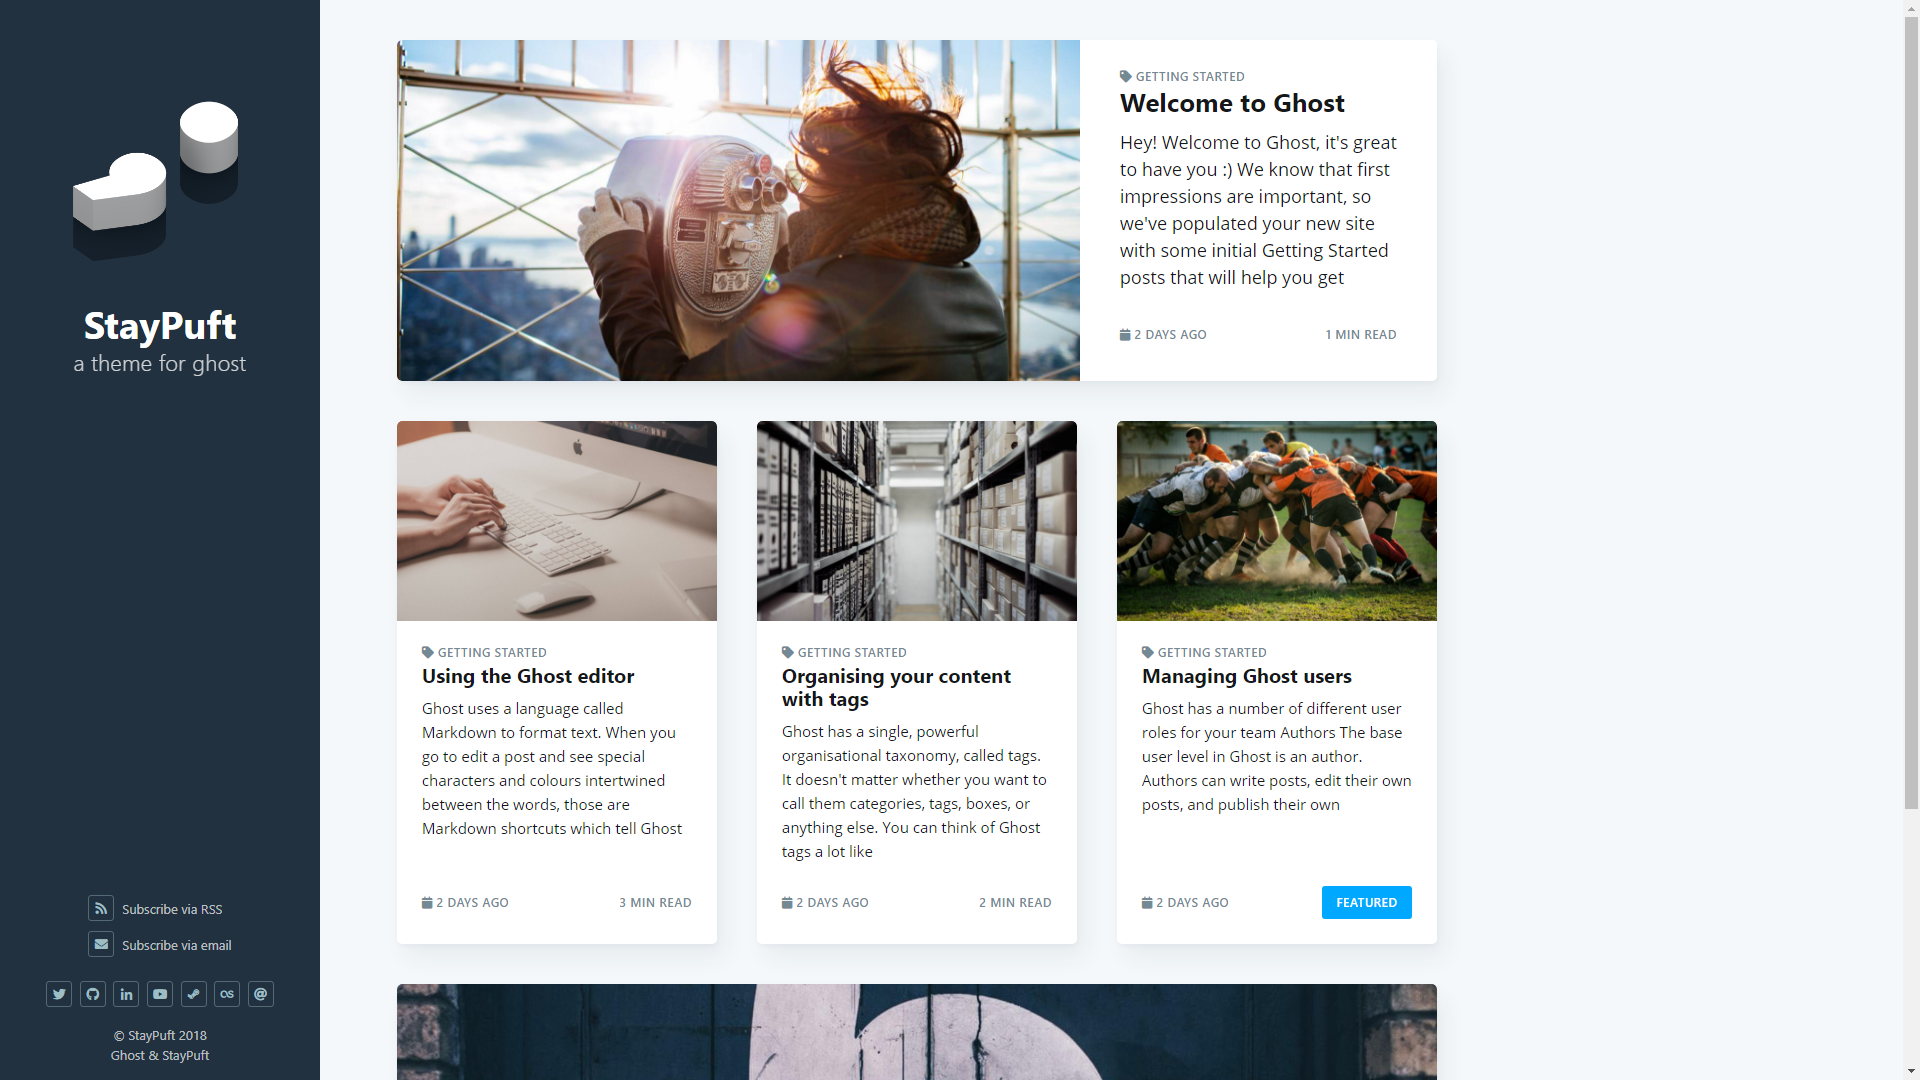 StayPuft
a theme for ghost
Subscribe via RSS
Subscribe via email
© StayPuft 2018
Ghost & StayPuft
GETTING STARTED
Welcome to Ghost
Hey! Welcome to Ghost, it's great
to have you :) We know that first
impressions are important, so
we've populated your new site
with some initial Getting Started
posts that will help you get
2 DAYS AGO
1 MIN READ
GETTING STARTED
Using the Ghost editor
Ghost uses a language called
Markdown to format text. When you
go to edit a post and see special
characters and colours intertwined
between the words, those are
Markdown shortcuts which tell Ghost
2 DAYS AGO
3 MIN READ
GETTING STARTED
Organising your content
with tags
Ghost has a single, powerful
organisational taxonomy, called tags.
It doesn't matter whether you want to
call them categories, tags, boxes, or
anything else. You can think of Ghost
tags a lot like
2 DAYS AGO
2 MIN READ
GETTING STARTED
Managing Ghost users
Ghost has a number of different user
roles for your team Authors The base
user level in Ghost is an author.
Authors can write posts, edit their own
posts, and publish their own
2 DAYS AGO
FEATURED